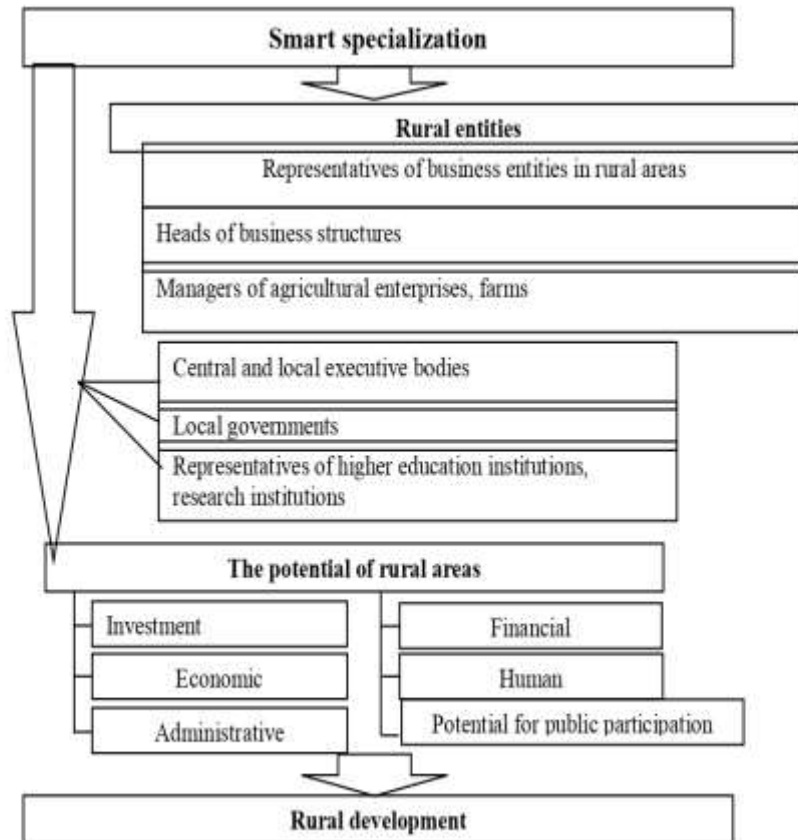 Smart specialization
Rural entities
Representatives of business entities in rural areas
Heads of business structures
Managers of agricultural enterprises, farms
Central and local executive bodies
Local governments
Representatives of higher education institutions,
research institutions
The potential of rural areas
Investment
Financial
Economic
Human
Administrative
Potential for public participation
Rural development